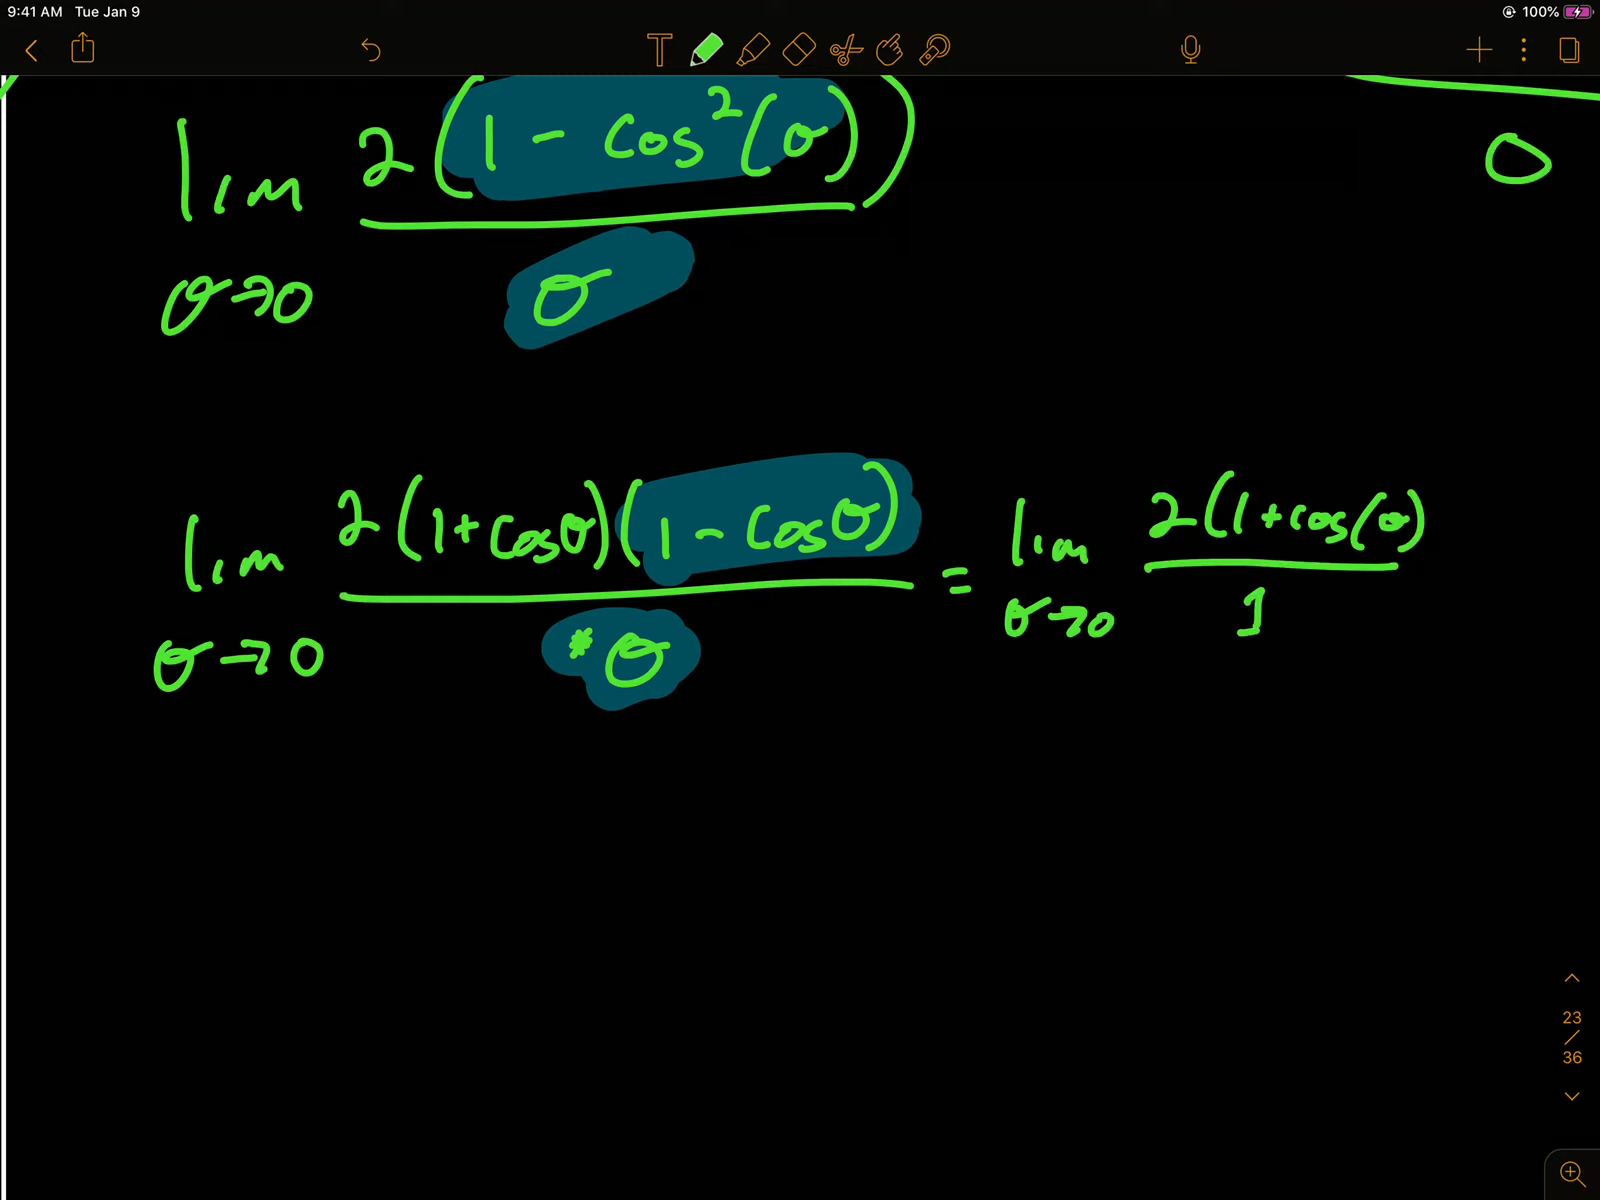 9:41 AM Tue Jan 9 100%
T
lim 2(1 - cos²(θ))
θ→0 θ
0
lim 2(1+cosθ)(1 - cosθ) = lim 2(1+cos(θ)
θ→0 *θ θ→0 1
23
/
36